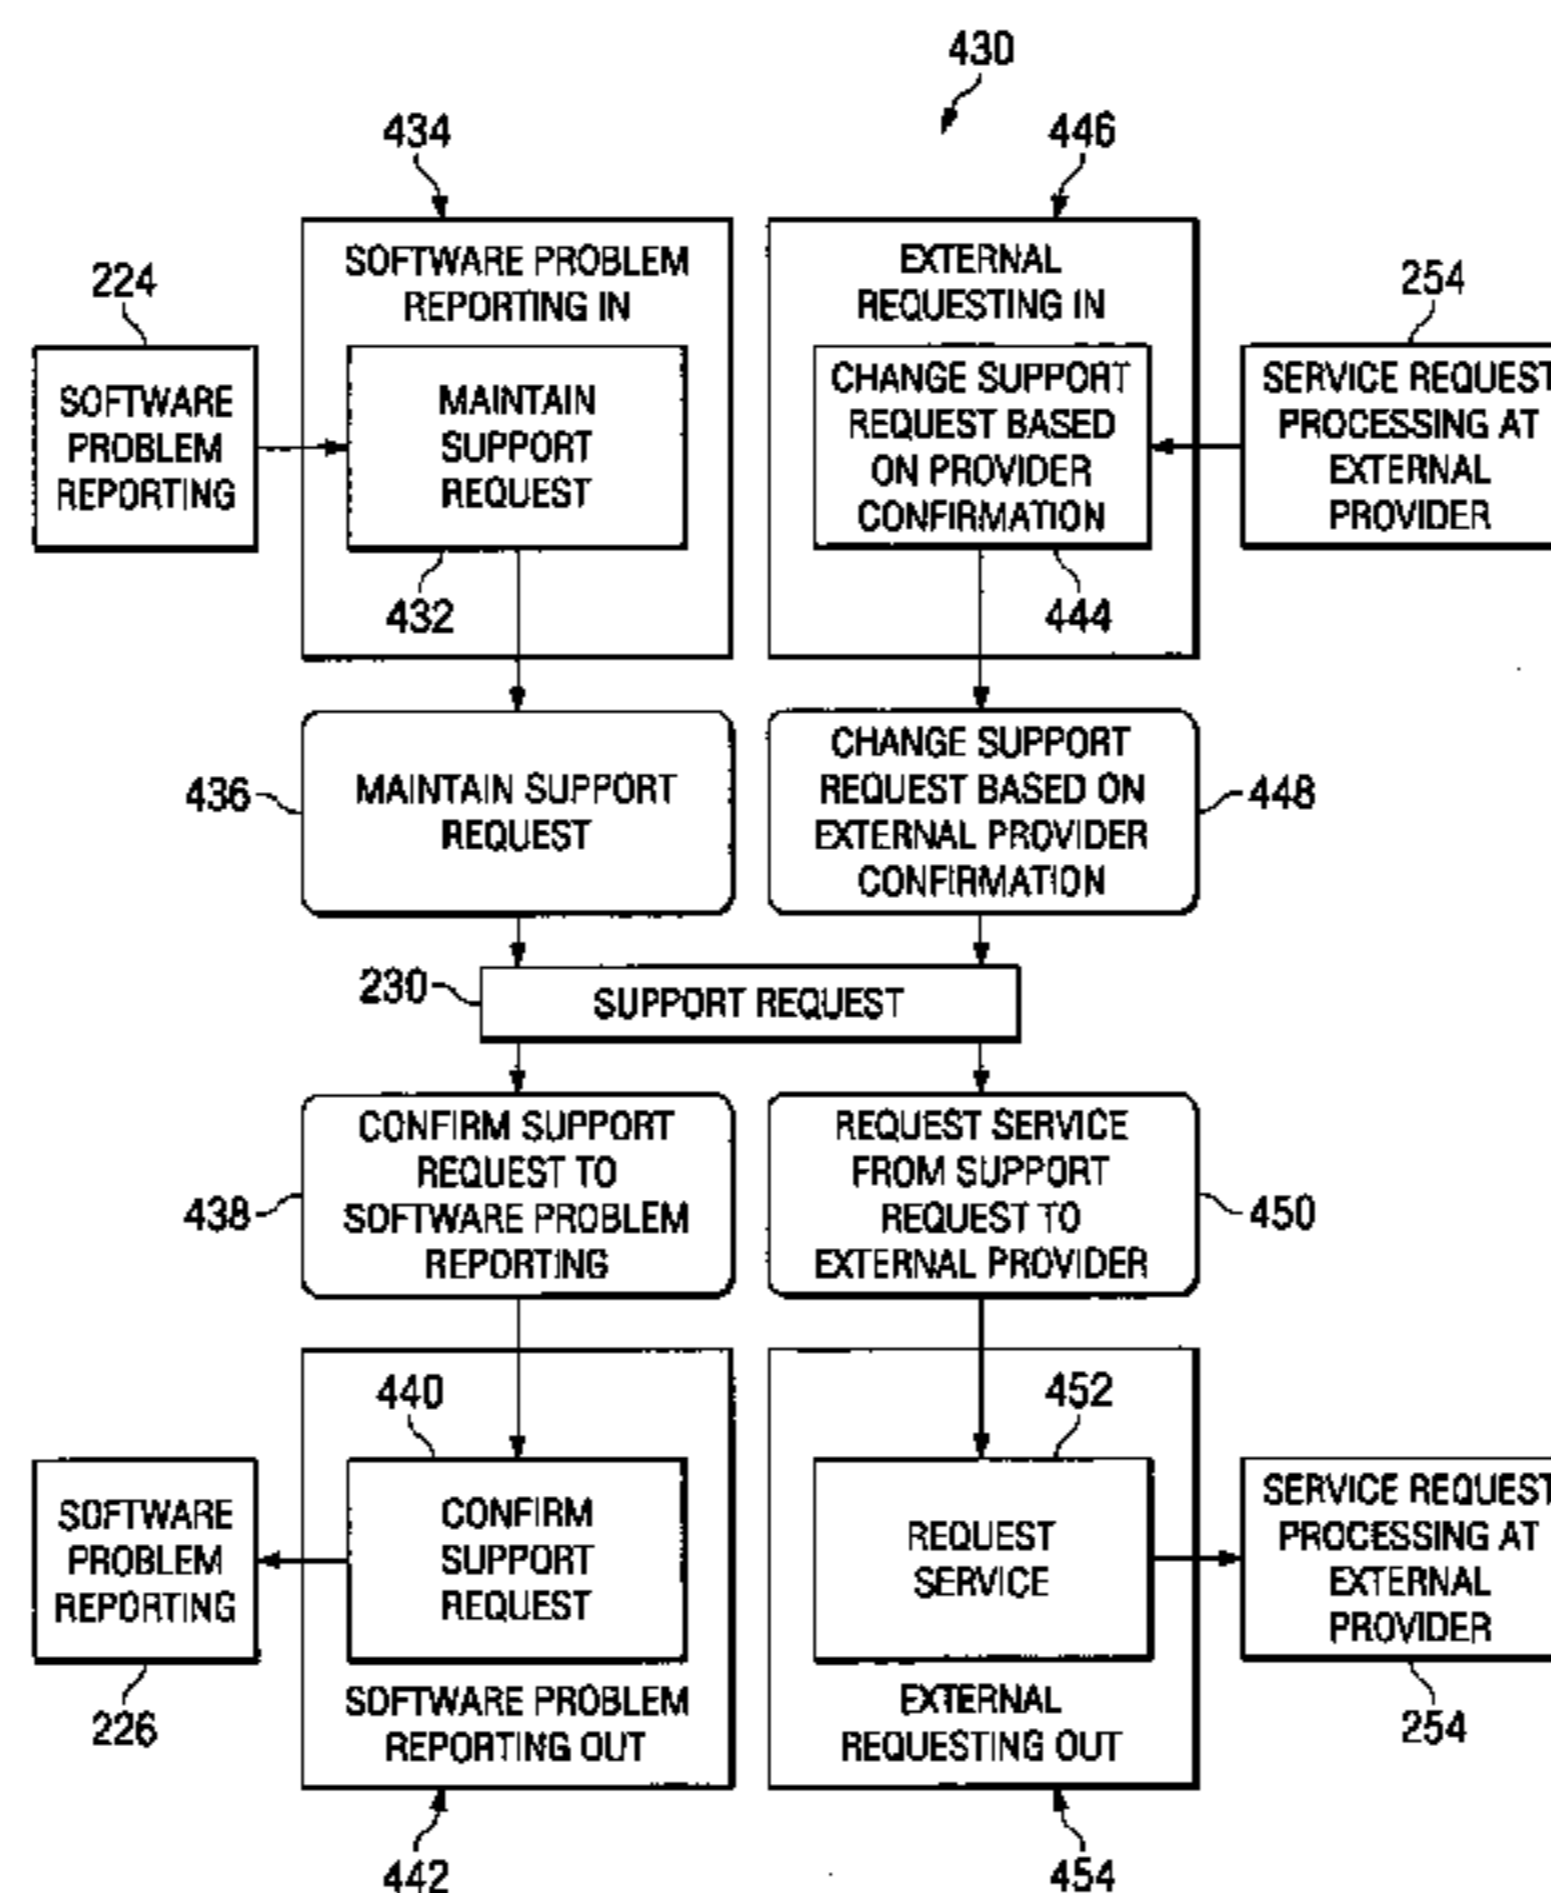 430
434
446
SOFTWARE PROBLEM
REPORTING IN
EXTERNAL
REQUESTING IN
224
254
SOFTWARE
PROBLEM
REPORTING
MAINTAIN
SUPPORT
REQUEST
CHANGE SUPPORT
REQUEST BASED
ON PROVIDER
CONFIRMATION
SERVICE REQUEST
PROCESSING AT
EXTERNAL
PROVIDER
432
444
436
MAINTAIN SUPPORT
REQUEST
CHANGE SUPPORT
REQUEST BASED ON
EXTERNAL PROVIDER
CONFIRMATION
448
230
SUPPORT REQUEST
438
CONFIRM SUPPORT
REQUEST TO
SOFTWARE PROBLEM
REPORTING
REQUEST SERVICE
FROM SUPPORT
REQUEST TO
EXTERNAL PROVIDER
450
440
452
SOFTWARE
PROBLEM
REPORTING
CONFIRM
SUPPORT
REQUEST
REQUEST
SERVICE
SERVICE REQUEST
PROCESSING AT
EXTERNAL
PROVIDER
226
SOFTWARE PROBLEM
REPORTING OUT
EXTERNAL
REQUESTING OUT
254
442
454